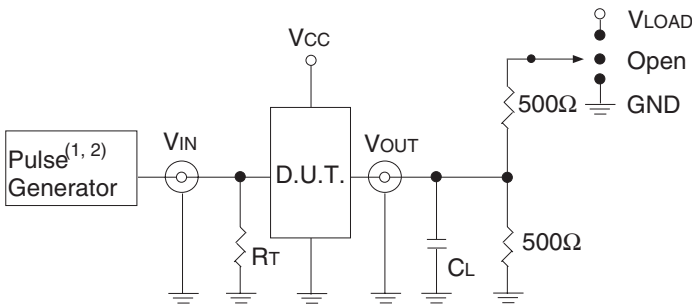 VLOAD
VCC
Open
500Ω
GND
VIN
VOUT
Pulse(1, 2)
Generator
D.U.T.
500Ω
RT
CL